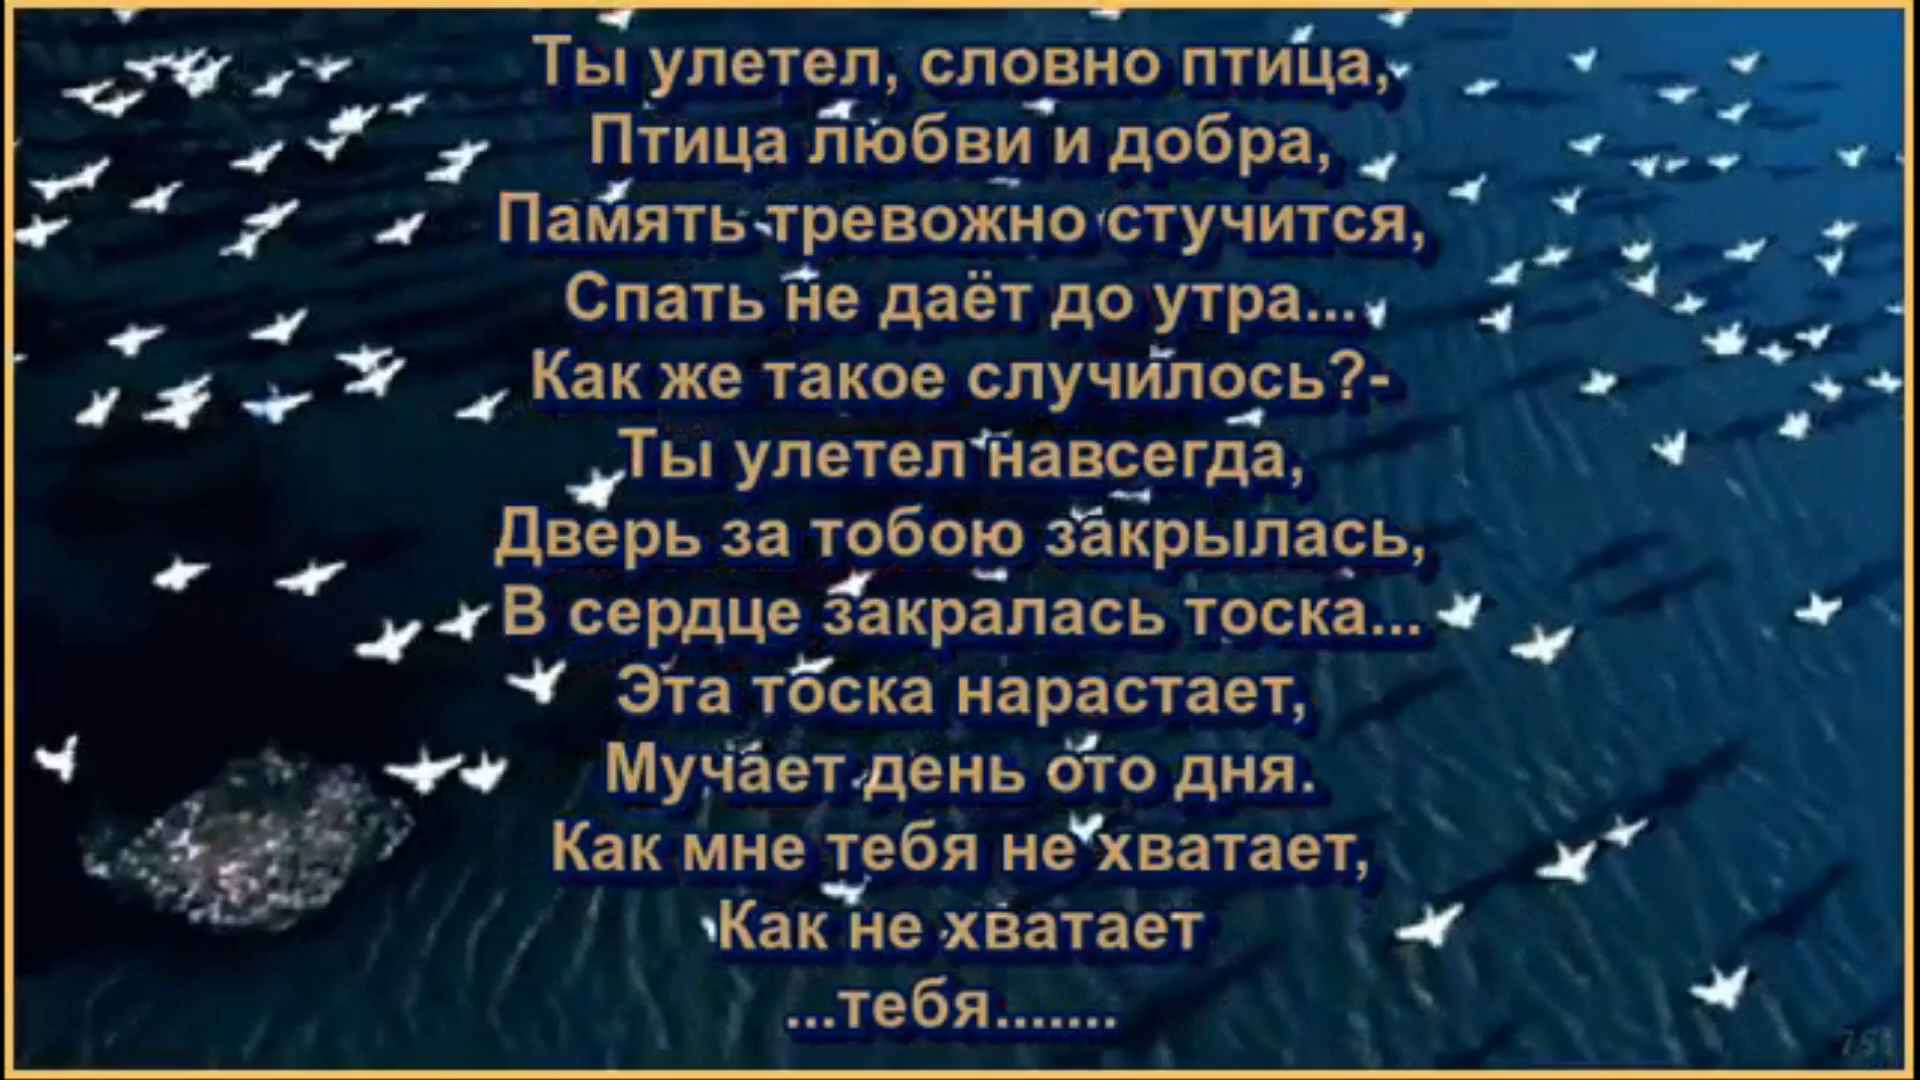 Ты улетел, словно птица,
Птица любви и добра,
Память тревожно стучится,
Спать не даёт до утра...
Как же такое случилось?-
Ты улетел навсегда,
Дверь за тобою закрылась,
В сердце закралась тоска...
Эта тоска нарастает,
Мучает день ото дня.
Как мне тебя не хватает,
Как не хватает
...тебя.......